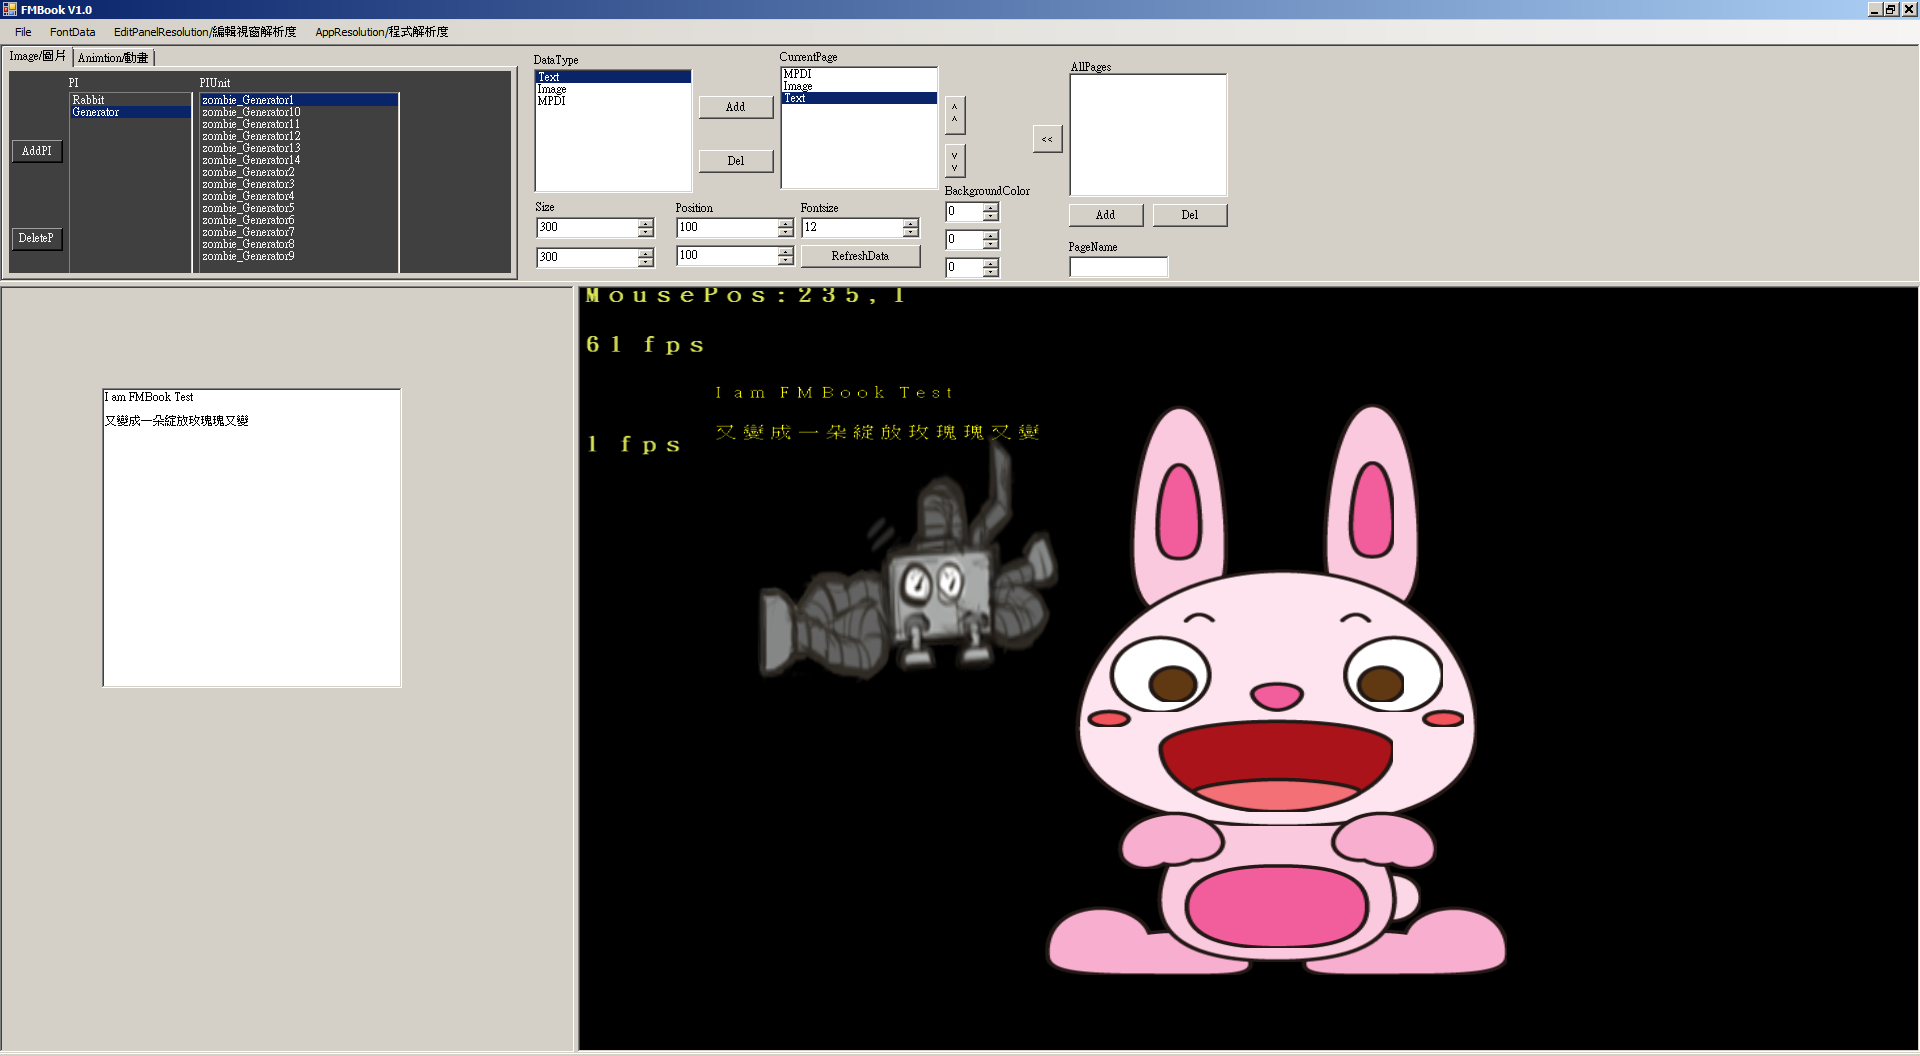 FMBook V1.0
File FontData EditPanelResolution/編輯視窗解析度 AppResolution/程式解析度
Image/圖片 Animtion/動畫
PI PIUnit
Rabbit
Generator
zombie_Generator1
zombie_Generator10
zombie_Generator11
zombie_Generator12
zombie_Generator13
zombie_Generator14
zombie_Generator2
zombie_Generator3
zombie_Generator4
zombie_Generator5
zombie_Generator6
zombie_Generator7
zombie_Generator8
zombie_Generator9
AddPI
DeleteP
DataType
Text
Image
MPDI
Add
Del
CurrentPage
MPDI
Image
Text
^
^
v
v
<<
AllPages
Add Del
PageName
Size
300
300
Position
100
100
Fontsize
12
RefreshData
BackgroundColor
0
0
0
I am FMBook Test
又變成一朵綻放玫瑰瑰又變
MousePos:235,1
61 fps
I am FMBook Test
又變成一朵綻放玫瑰瑰又變
1 fps